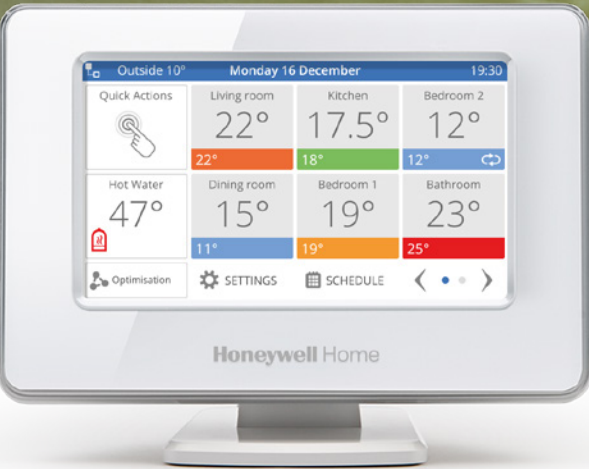 Outside 10° Monday 16 December 19:30
Quick Actions
Living room
22°
22°
Kitchen
17.5°
18°
Bedroom 2
12°
12°
Hot Water
47°
Dining room
15°
11°
Bedroom 1
19°
19°
Bathroom
23°
25°
Optimisation SETTINGS SCHEDULE
Honeywell Home